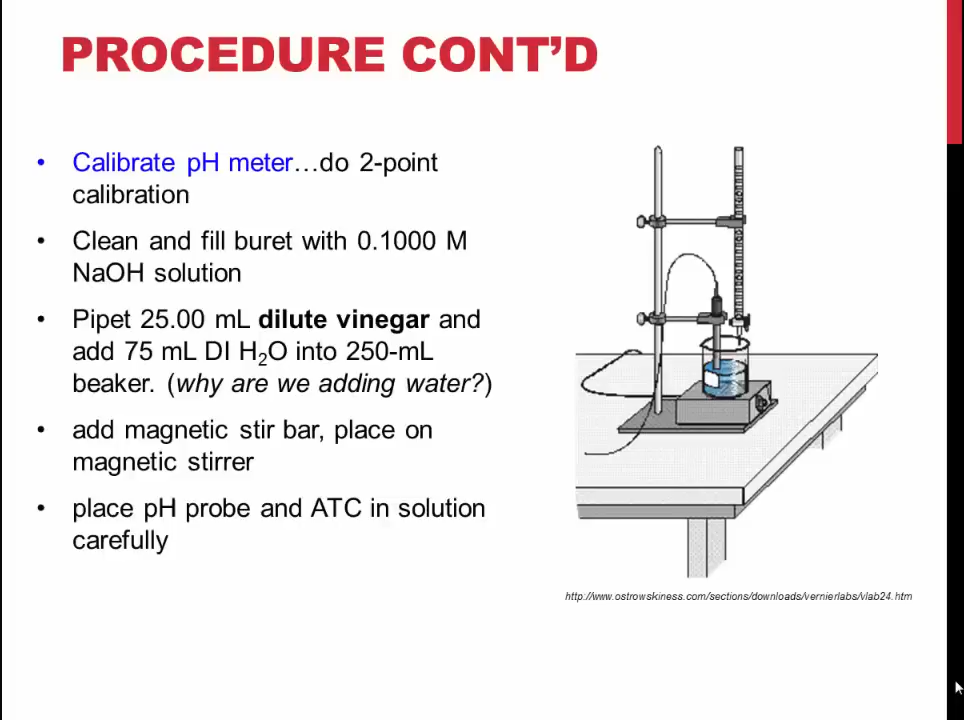 PROCEDURE CONT’D
• Calibrate pH meter…do 2-point
calibration
• Clean and fill buret with 0.1000 M
NaOH solution
• Pipet 25.00 mL dilute vinegar and
add 75 mL DI H₂O into 250-mL
beaker. (why are we adding water?)
• add magnetic stir bar, place on
magnetic stirrer
• place pH probe and ATC in solution
carefully
http://www.ostrowskiness.com/sections/downloads/vernierlabs/vlab24.htm